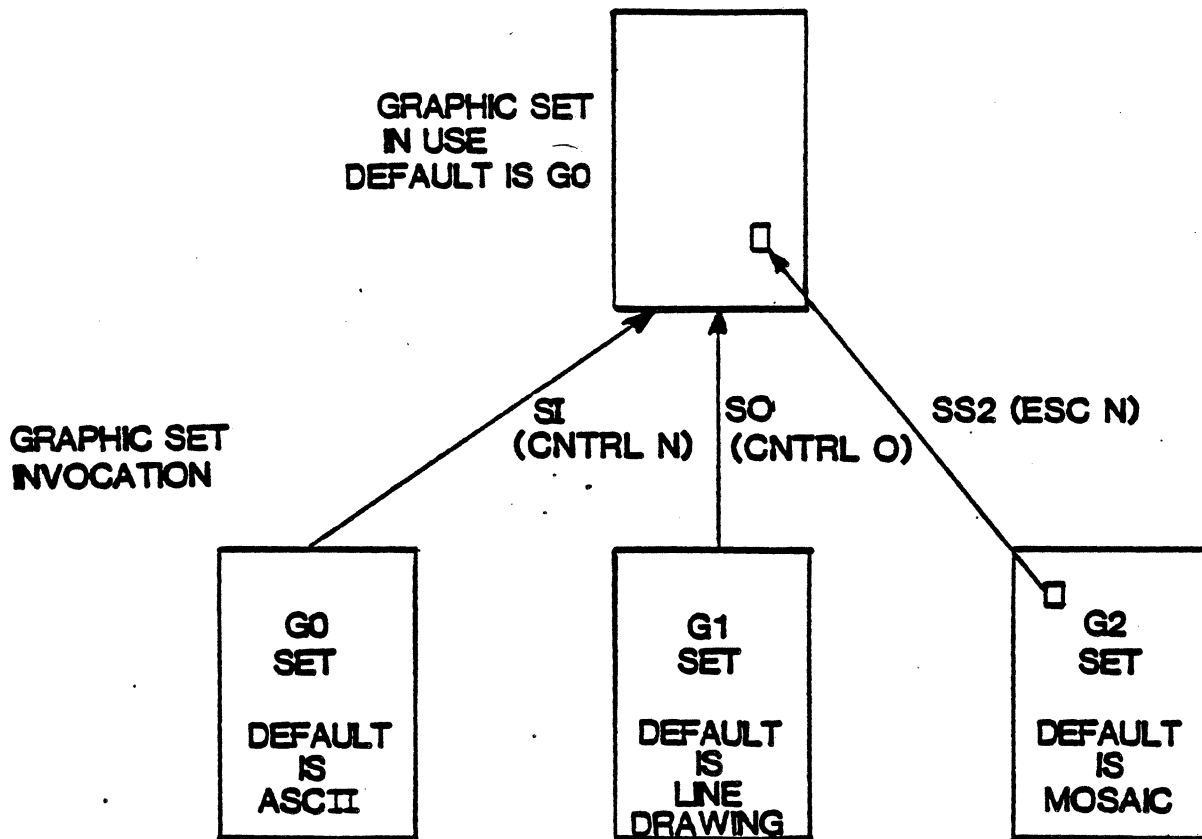 GRAPHIC SET
IN USE
DEFAULT IS G0
SI
(CNTRL N)
SO
(CNTRL O)
SS2 (ESC N)
GRAPHIC SET
INVOCATION
G0
SET
DEFAULT
IS
ASCII
G1
SET
DEFAULT
IS
LINE
DRAWING
G2
SET
DEFAULT
IS
MOSAIC